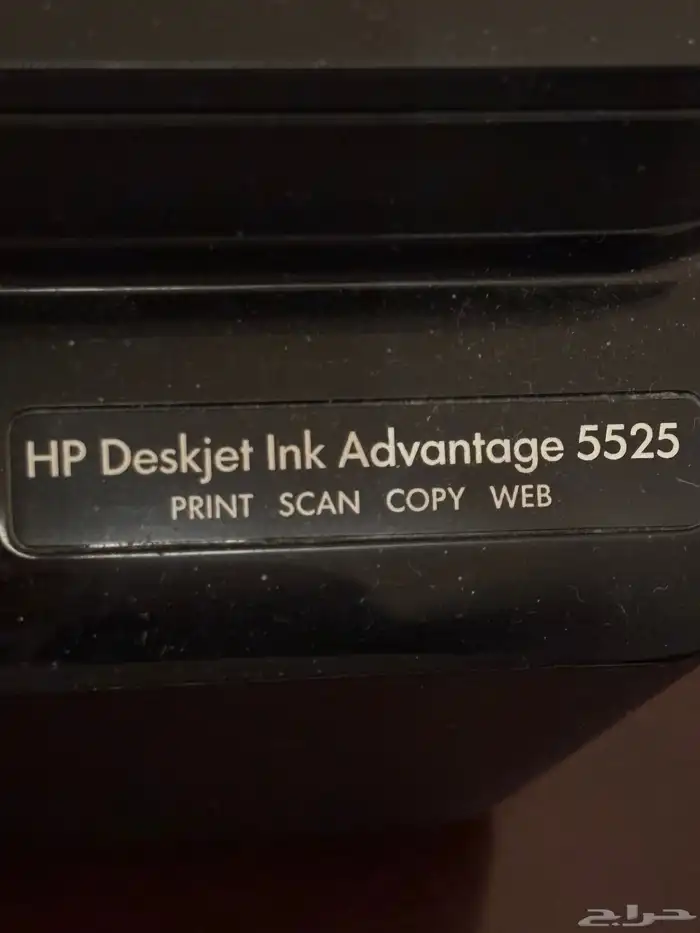 HP Deskjet Ink Advantage 5525
PRINT SCAN COPY WEB
حراج